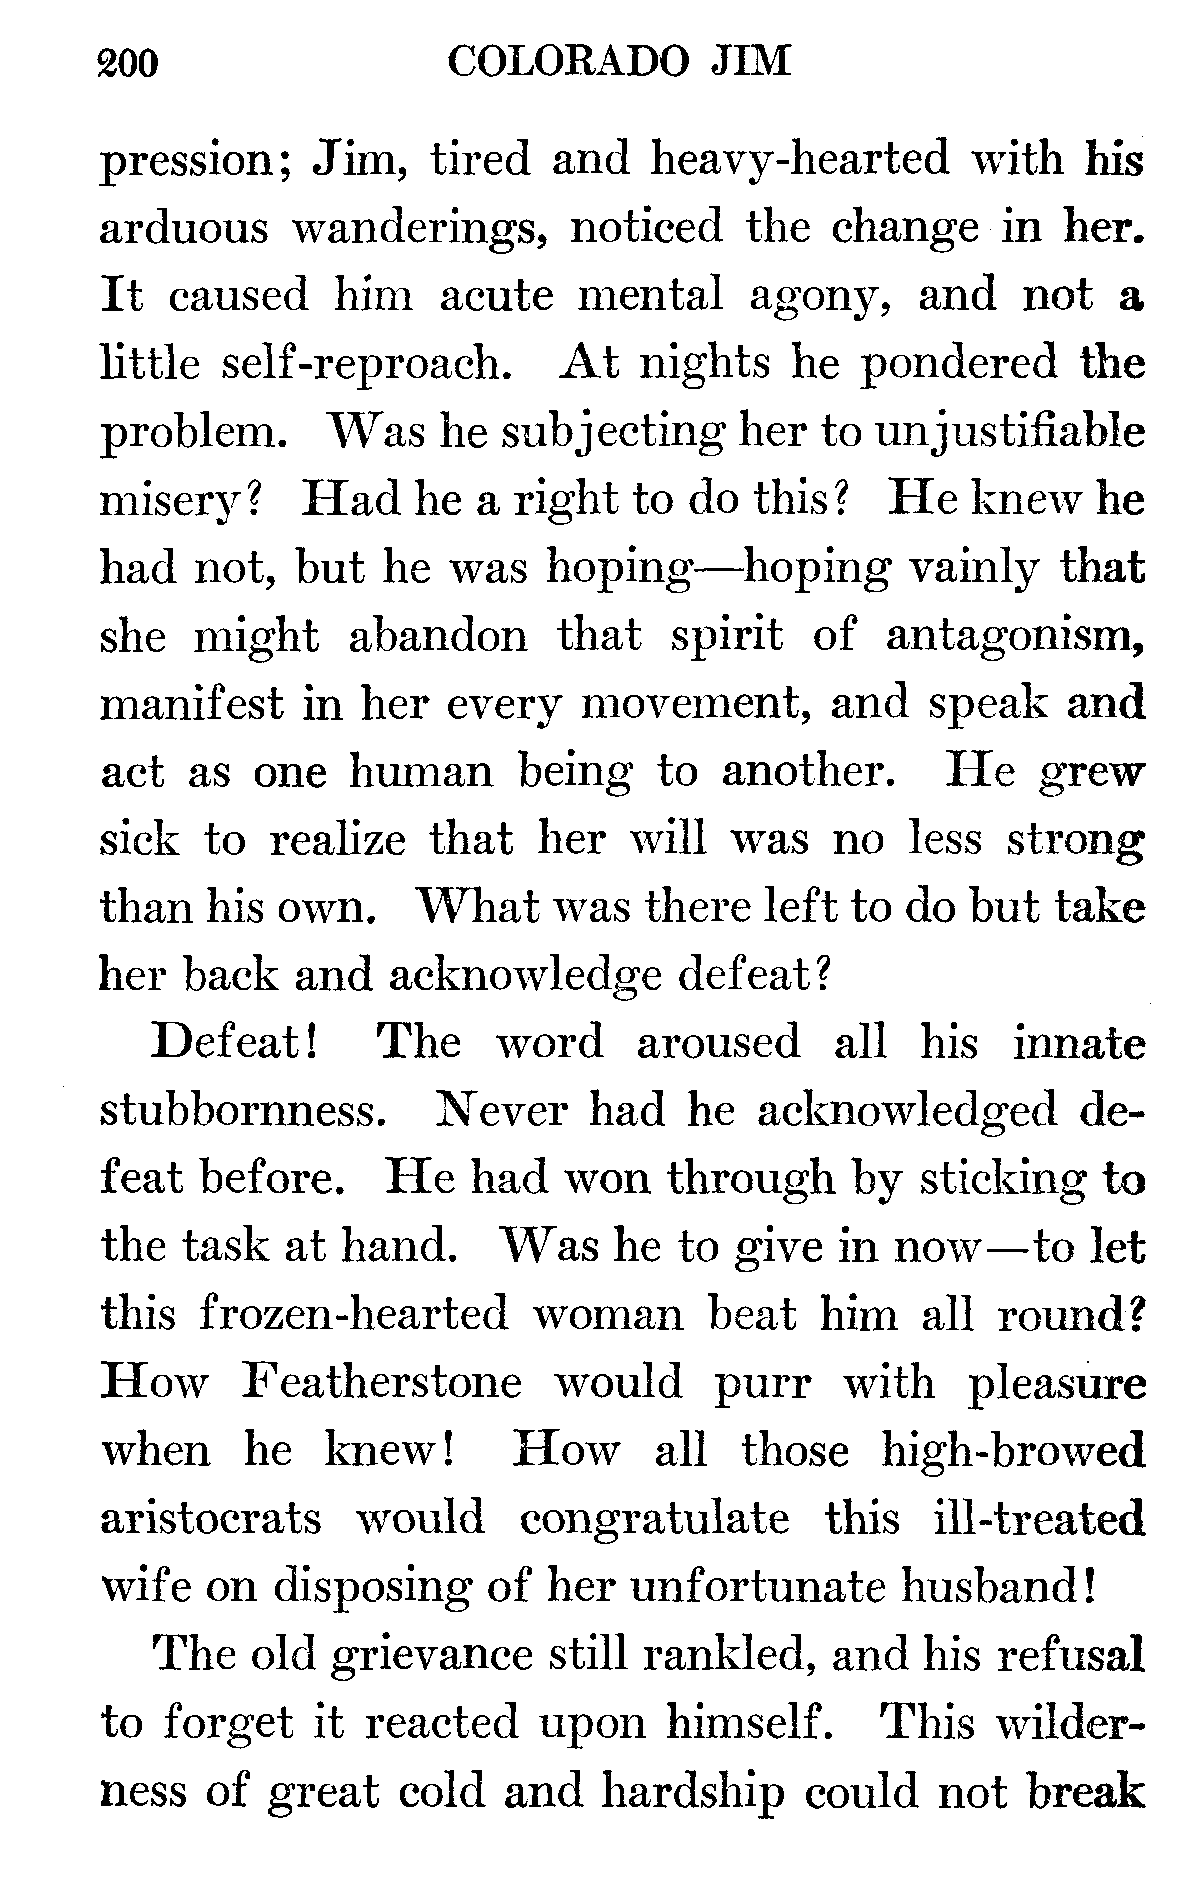 200 COLORADO JIM
pression; Jim, tired and heavy-hearted with his
arduous wanderings, noticed the change in her.
It caused him acute mental agony, and not a
little self-reproach. At nights he pondered the
problem. Was he subjecting her to unjustifiable
misery? Had he a right to do this? He knew he
had not, but he was hoping—hoping vainly that
she might abandon that spirit of antagonism,
manifest in her every movement, and speak and
act as one human being to another. He grew
sick to realize that her will was no less strong
than his own. What was there left to do but take
her back and acknowledge defeat?
Defeat! The word aroused all his innate
stubbornness. Never had he acknowledged de-
feat before. He had won through by sticking to
the task at hand. Was he to give in now—to let
this frozen-hearted woman beat him all round?
How Featherstone would purr with pleasure
when he knew! How all those high-browed
aristocrats would congratulate this ill-treated
wife on disposing of her unfortunate husband!
The old grievance still rankled, and his refusal
to forget it reacted upon himself. This wilder-
ness of great cold and hardship could not break